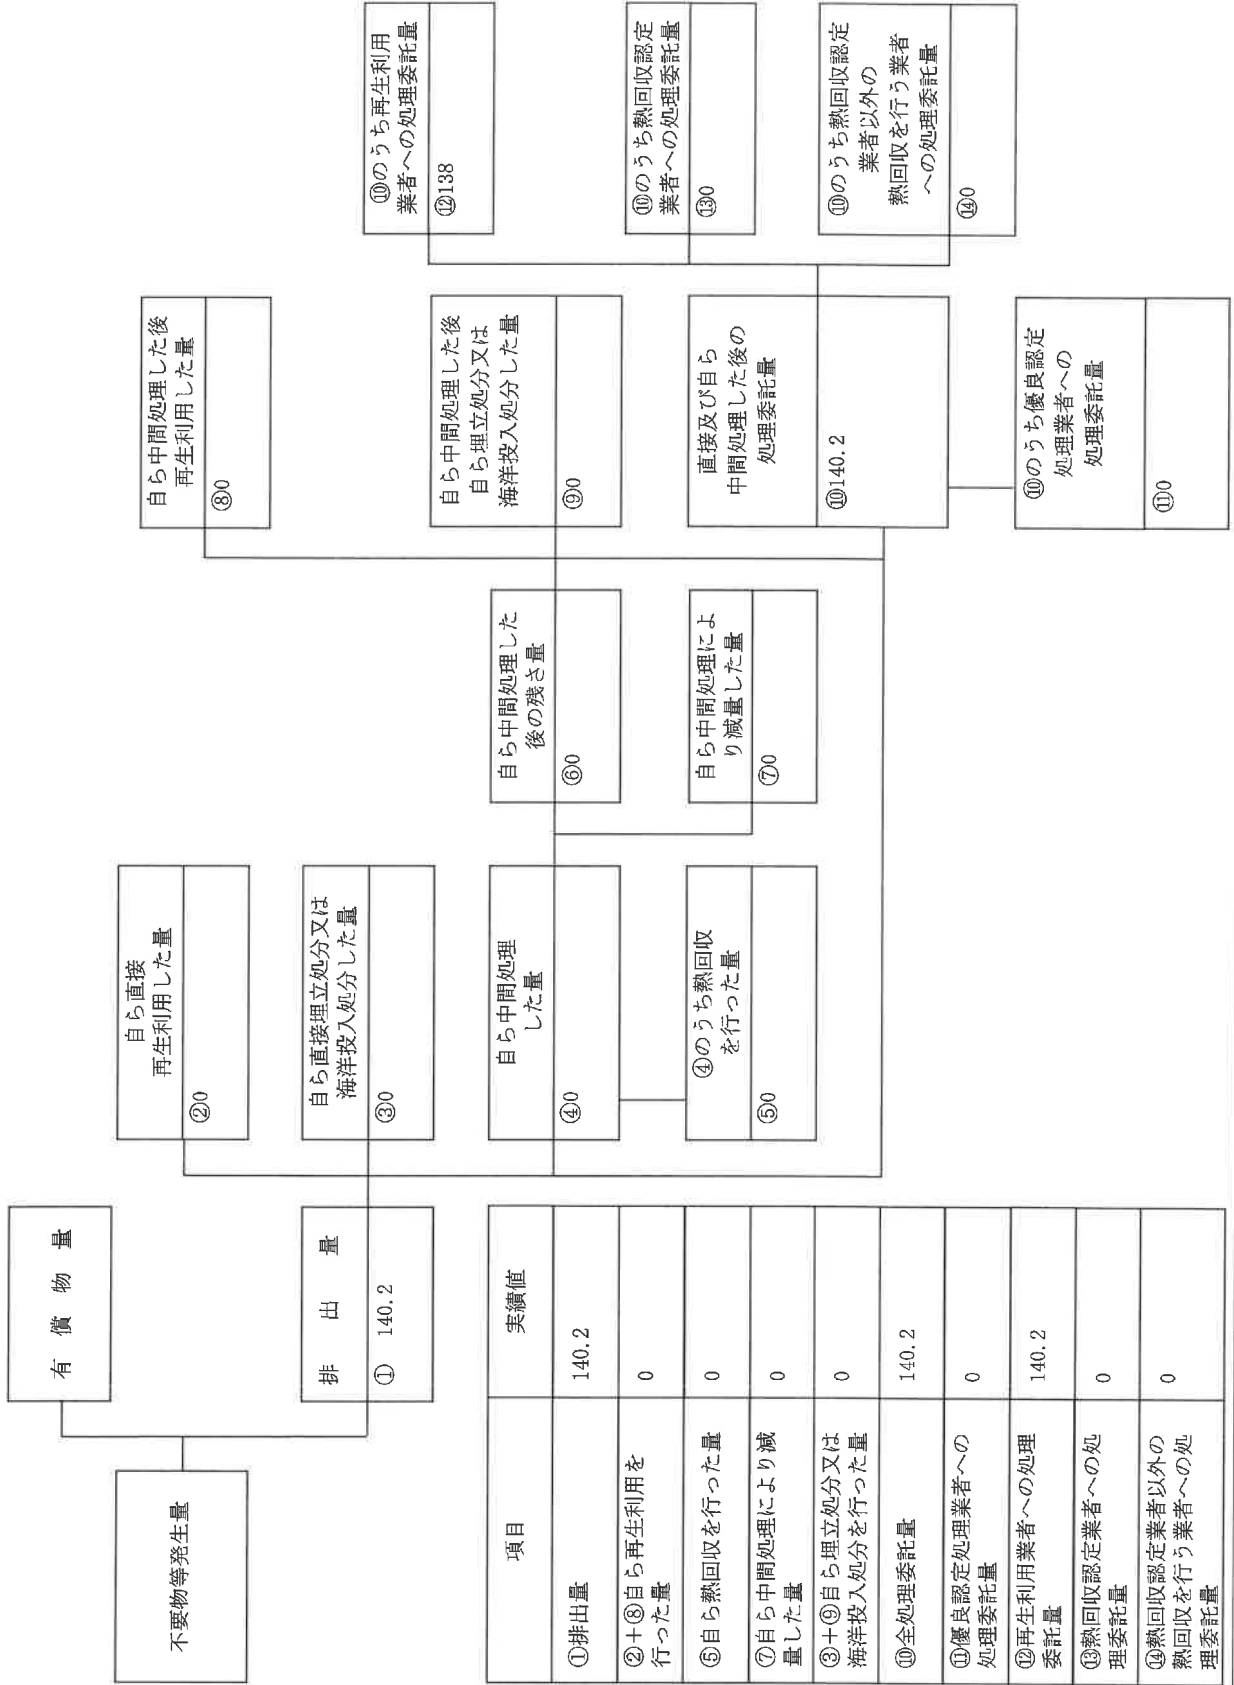 有 償 物 量
不要物等発生量
排 出 量
① 140.2
自ら直接
再生利用した量
②0
自ら直接埋立処分又は
海洋投入処分した量
③0
自ら中間処理
した量
④0
④のうち熱回収
を行った量
⑤0
自ら中間処理した
後の残さ量
⑥0
自ら中間処理によ
り減量した量
⑦0
自ら中間処理した後
再生利用した量
⑧0
自ら中間処理した後
自ら埋立処分又は
海洋投入処分した量
⑨0
直接及び自ら
中間処理した後の
処理委託量
⑩140.2
⑩のうち優良認定
処理業者への
処理委託量
⑪0
⑩のうち再生利用
業者への処理委託量
⑫138
⑩のうち熱回収認定
業者への処理委託量
⑬0
⑩のうち熱回収認定
業者以外の
熱回収を行う業者
への処理委託量
⑭0
項目 実績値
①排出量 140.2
②+⑧自ら再生利用を
行った量 0
⑤自ら熱回収を行った量 0
⑦自ら中間処理により減
量した量 0
③+⑨自ら埋立処分又は
海洋投入処分を行った量 0
⑩全処理委託量 140.2
⑪優良認定処理業者への
処理委託量 0
⑫再生利用業者への処理
委託量 140.2
⑬熱回収認定業者への処
理委託量 0
⑭熱回収認定業者以外の
熱回収を行う業者への処
理委託量 0